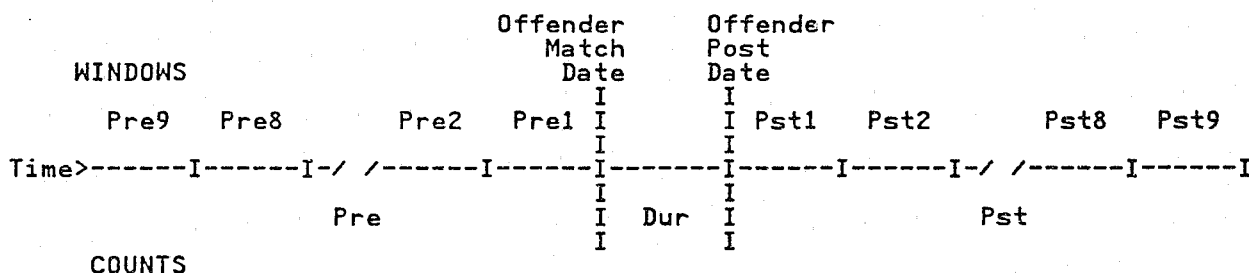 Offender Offender
Match Post
WINDOWS Date Date
I I
Pre9 Pre8 Pre2 Pre1 I I Pst1 Pst2 Pst8 Pst9
I I
Time>------I------I-/ /------I------I-------I------I------I-/ /------I------I
I I
Pre I Dur I Pst
I I
COUNTS